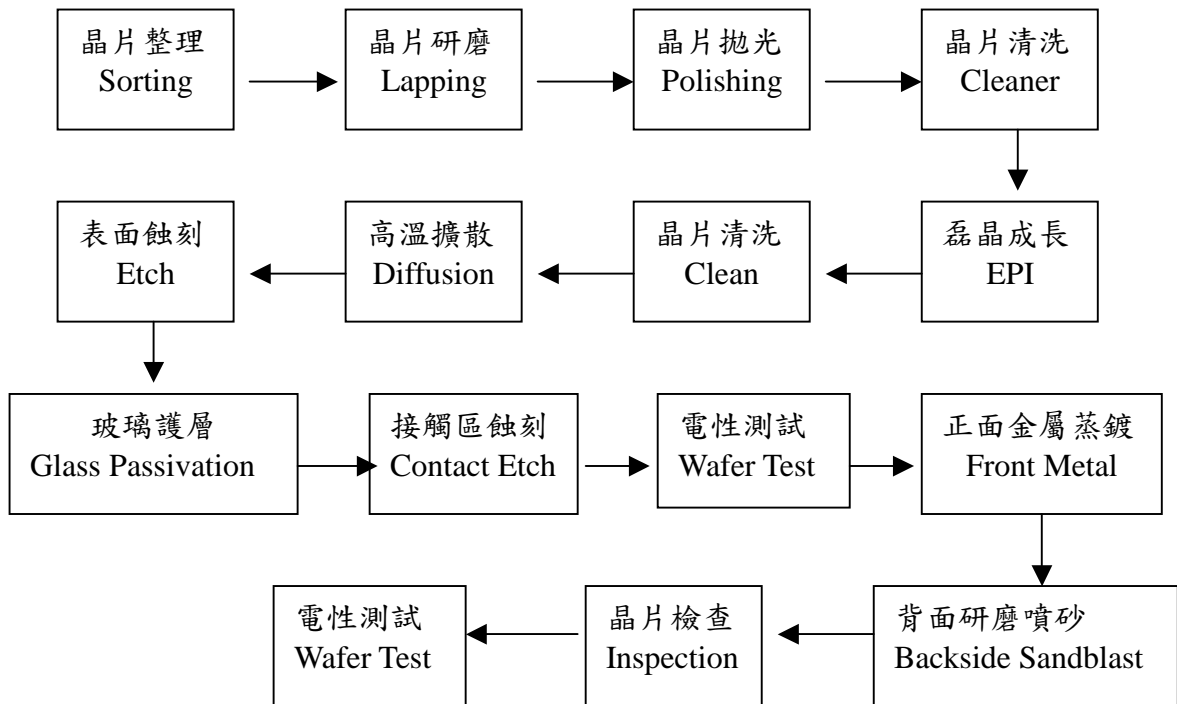 晶片整理
Sorting
晶片研磨
Lapping
晶片拋光
Polishing
晶片清洗
Cleaner
磊晶成長
EPI
晶片清洗
Clean
高溫擴散
Diffusion
表面蝕刻
Etch
玻璃護層
Glass Passivation
接觸區蝕刻
Contact Etch
電性測試
Wafer Test
正面金屬蒸鍍
Front Metal
背面研磨噴砂
Backside Sandblast
晶片檢查
Inspection
電性測試
Wafer Test